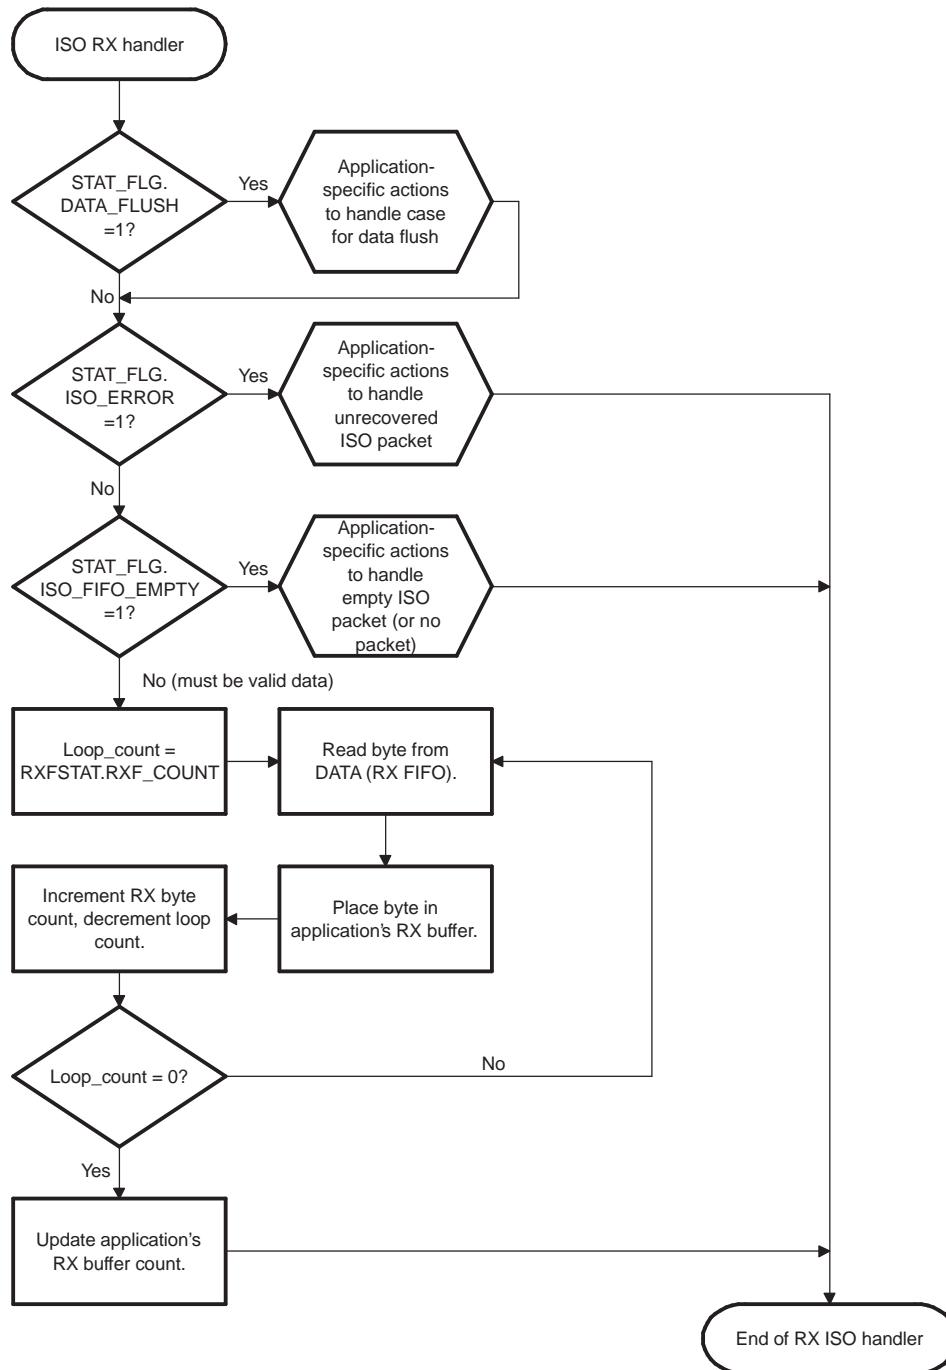 ISO RX handler
STAT_FLG.
DATA_FLUSH
=1?
Yes
Application-
specific actions
to handle case
for data flush
No
STAT_FLG.
ISO_ERROR
=1?
Yes
Application-
specific actions
to handle
unrecovered
ISO packet
No
STAT_FLG.
ISO_FIFO_EMPTY
=1?
Yes
Application-
specific actions
to handle
empty ISO
packet (or no
packet)
No (must be valid data)
Loop_count =
RXFSTAT.RXF_COUNT
Read byte from
DATA (RX FIFO).
Increment RX byte
count, decrement loop
count.
Place byte in
application's RX buffer.
Loop_count = 0?
No
Yes
Update application's
RX buffer count.
End of RX ISO handler